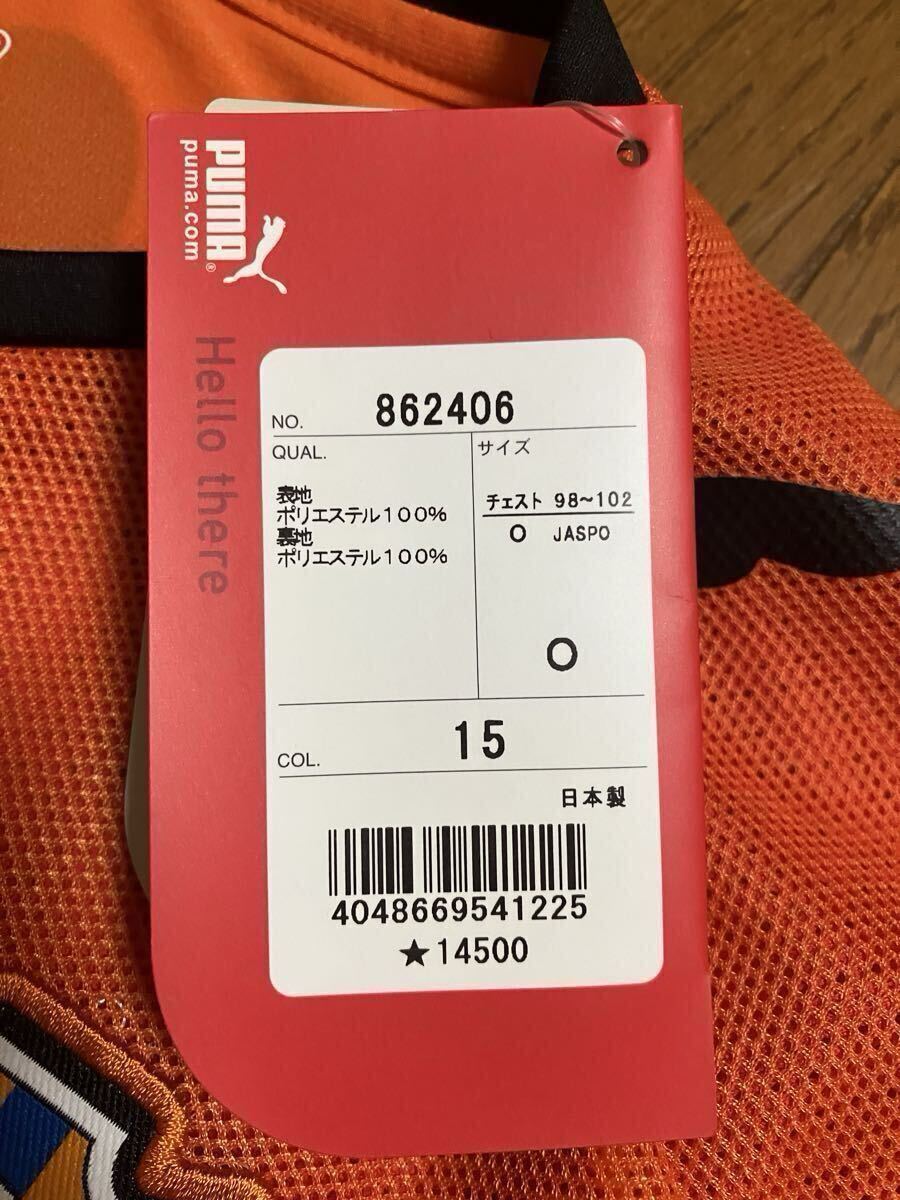 PUMA®
puma.com
Hello there
NO. 862406
QUAL.
サイズ
表地
ポリエステル100%
裏地
ポリエステル100%
チェスト 98~102
O JASPO
O
COL. 15
日本製
4048669541225
★14500